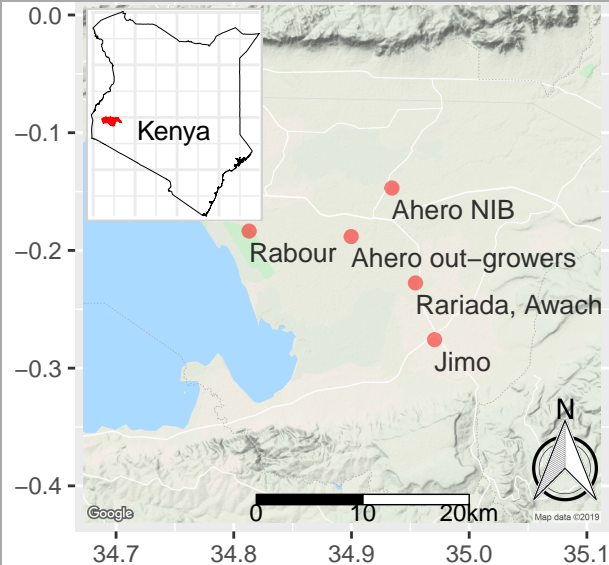 0.0
−0.1
−0.2
−0.3
−0.4
Kenya
Ahero NIB
Rabour
Ahero out−growers
Rariada, Awach
Jimo
N
0
10
20km
Google
Map data ©2019
34.7
34.8
34.9
35.0
35.1